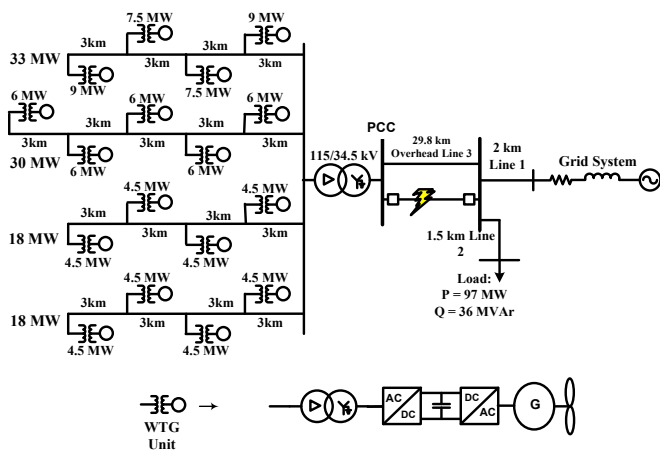 7.5 MW
9 MW
3km
3km
33 MW
3km
3km
9 MW
7.5 MW
6 MW
6 MW
6 MW
3km
3km
3km
3km
3km
30 MW
6 MW
6 MW
4.5 MW
4.5 MW
3km
3km
18 MW
3km
3km
4.5 MW
4.5 MW
4.5 MW
4.5 MW
3km
3km
18 MW
3km
3km
4.5 MW
4.5 MW
115/34.5 kV
PCC
29.8 km
Overhead Line 3
2 km
Line 1
Grid System
1.5 km Line
2
Load:
P = 97 MW
Q = 36 MVAr
WTG
Unit
AC
DC
DC
AC
G